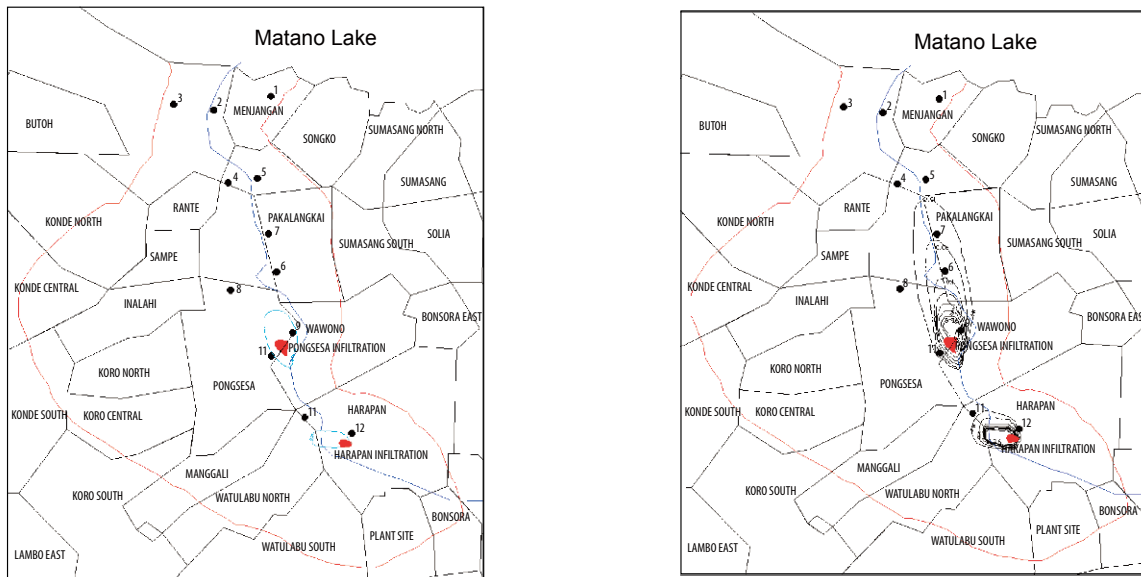 Matano Lake
1
3
2
MENJANGAN
BUTOH
SONGKO
SUMASANG NORTH
5
4
SUMASANG
RANTE
KONDE NORTH
PAKALANGKAI
7
SOLIA
SUMASANG SOUTH
SAMPE
6
KONDE CENTRAL
8
INALAHI
BONSORA EAST
9
WAWONO
PONGSESA INFILTRATION
11
KORO NORTH
PONGSESA
KONDE SOUTH
KORO CENTRAL
11
HARAPAN
12
HARAPAN INFILTRATION
MANGGALI
KORO SOUTH
WATULABU NORTH
BONSORA
PLANT SITE
WATULABU SOUTH
LAMBO EAST
Matano Lake
1
3
2
MENJANGAN
BUTOH
SUMASANG NORTH
SONGKO
5
4
SUMASANG
RANTE
KONDE NORTH
PAKALANGKAI
7
SOLIA
SUMASANG SOUTH
SAMPE
6
KONDE CENTRAL
8
INALAHI
BONSORA EAST
WAWONO
PONGSESA INFILTRATION
KORO NORTH
PONGSESA
KONDE SOUTH
KORO CENTRAL
11
HARAPAN
12
HARAPAN INFILTRATION
MANGGALI
KORO SOUTH
WATULABU NORTH
BONSORA
PLANT SITE
WATULABU SOUTH
LAMBO EAST